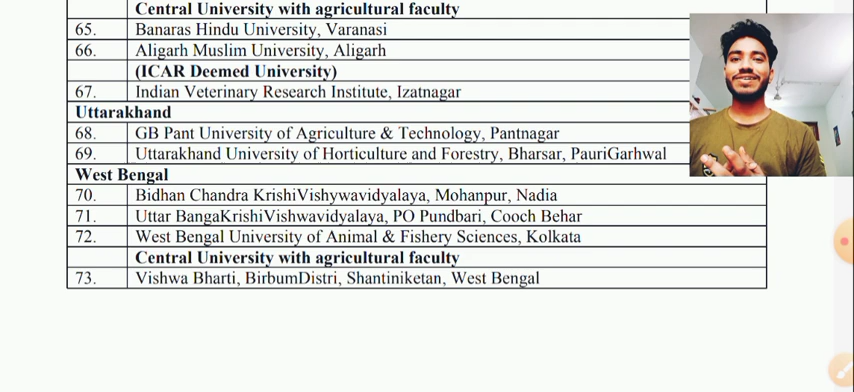 Central University with agricultural faculty
65. Banaras Hindu University, Varanasi
66. Aligarh Muslim University, Aligarh
(ICAR Deemed University)
67. Indian Veterinary Research Institute, Izatnagar
Uttarakhand
68. GB Pant University of Agriculture & Technology, Pantnagar
69. Uttarakhand University of Horticulture and Forestry, Bharsar, PauriGarhwal
West Bengal
70. Bidhan Chandra KrishiVishywavidyalaya, Mohanpur, Nadia
71. Uttar BangaKrishiVishwavidyalaya, PO Pundbari, Cooch Behar
72. West Bengal University of Animal & Fishery Sciences, Kolkata
Central University with agricultural faculty
73. Vishwa Bharti, BirbumDistri, Shantiniketan, West Bengal